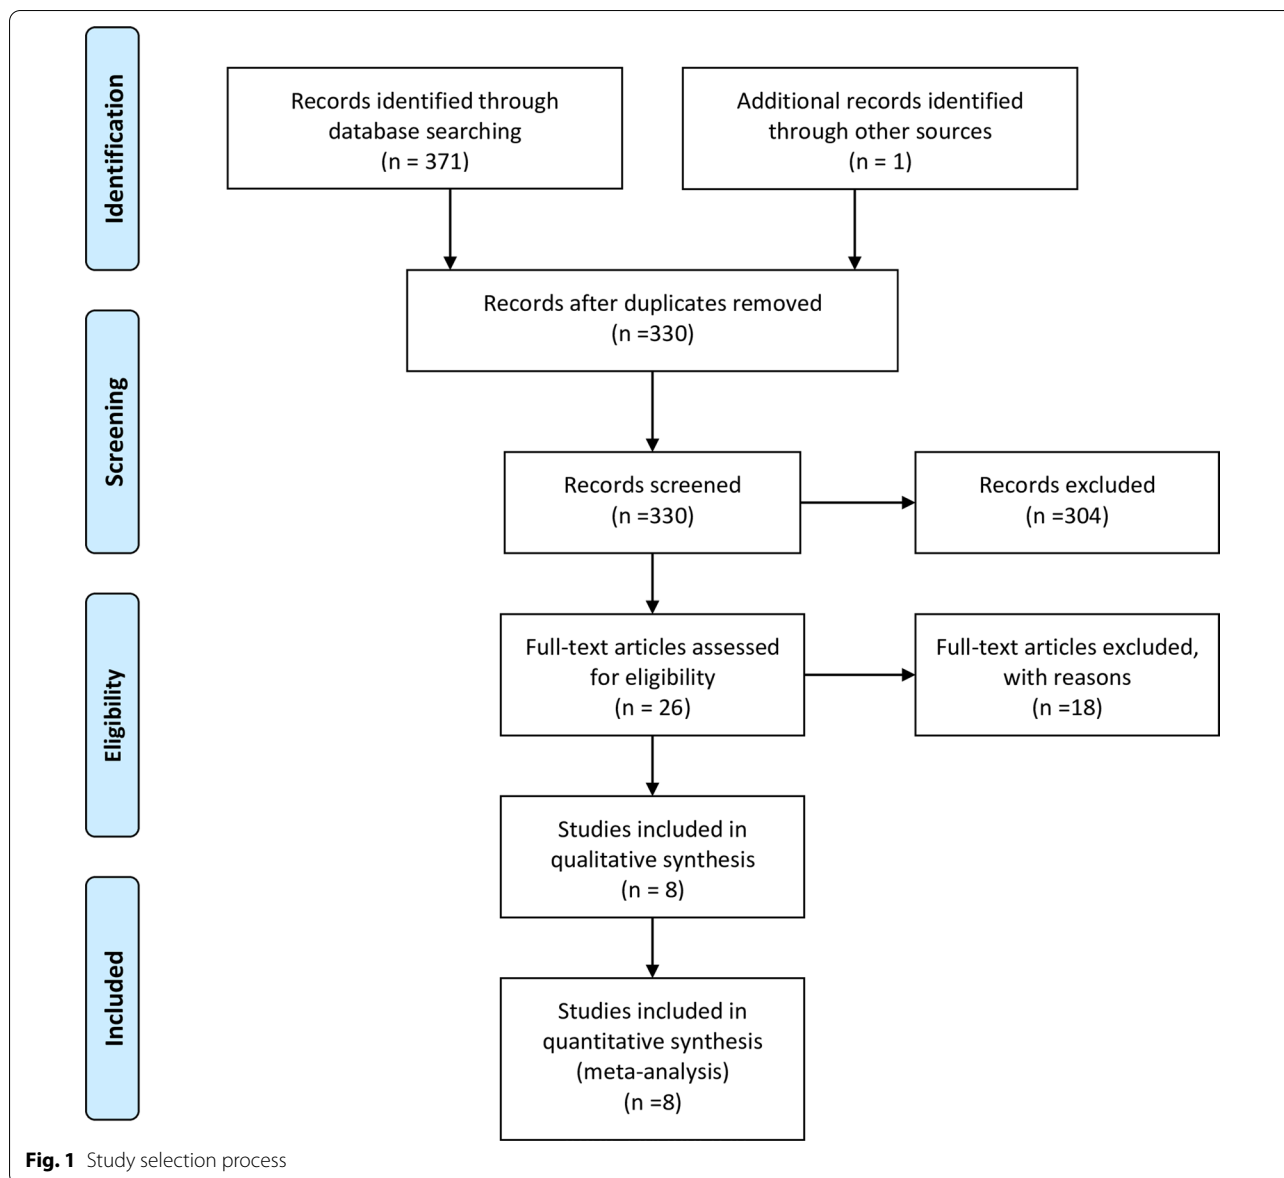 Identification
Records identified through
database searching
(n = 371)
Additional records identified
through other sources
(n = 1)
Records after duplicates removed
(n =330)
Screening
Records screened
(n =330)
Records excluded
(n =304)
Eligibility
Full-text articles assessed
for eligibility
(n = 26)
Full-text articles excluded,
with reasons
(n =18)
Studies included in
qualitative synthesis
(n = 8)
Included
Studies included in
quantitative synthesis
(meta-analysis)
(n =8)
Fig. 1 Study selection process